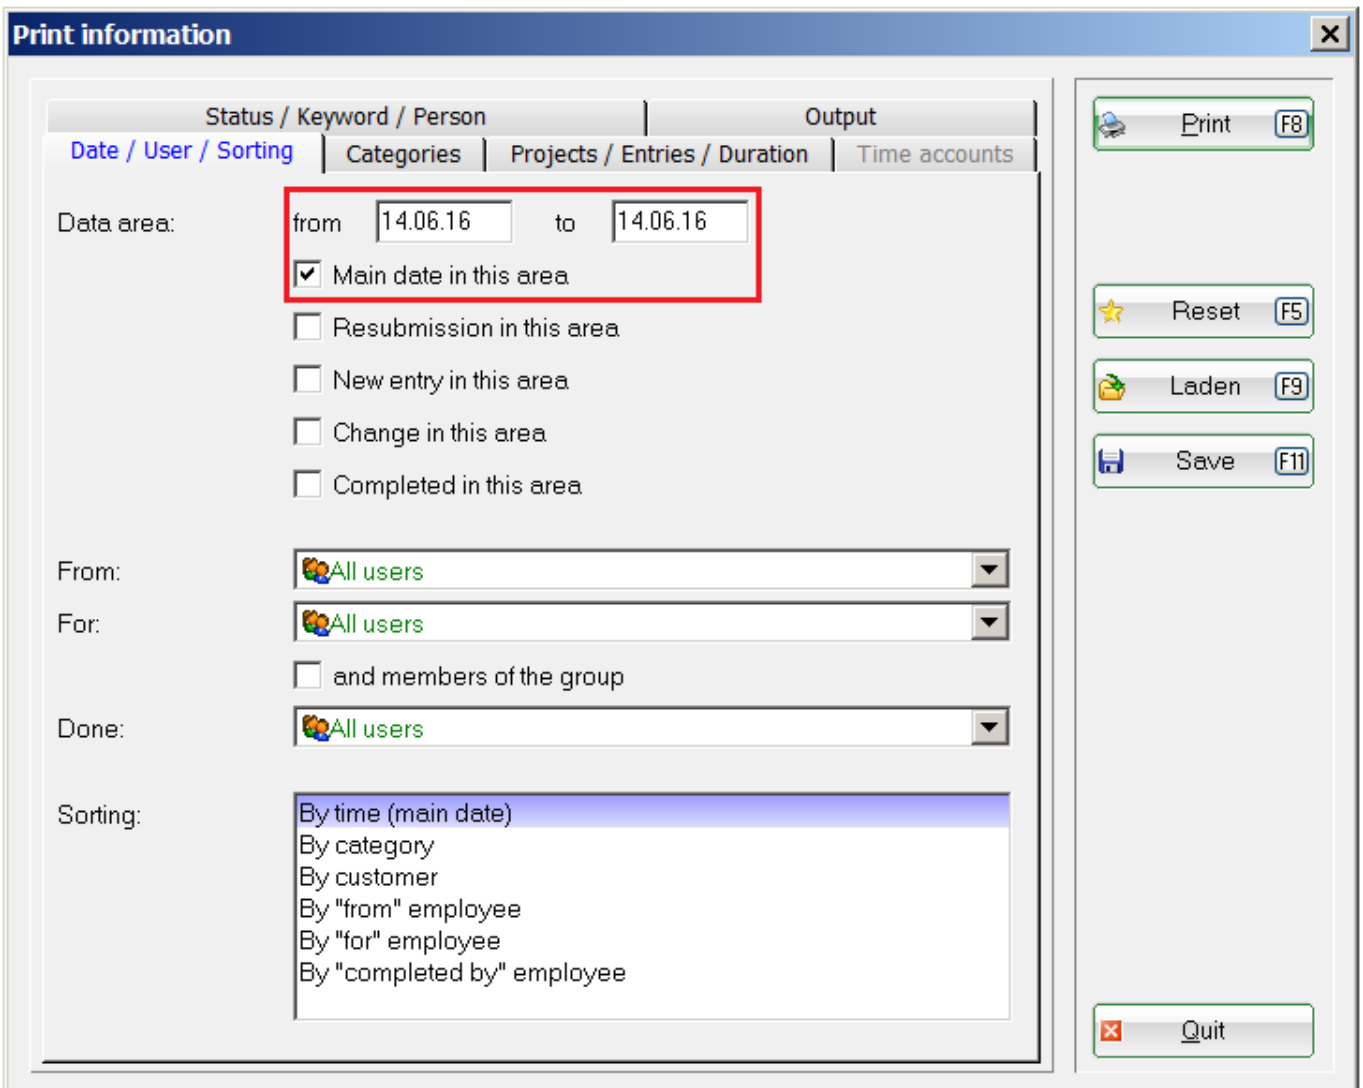 Print information
Status / Keyword / Person Output
Date / User / Sorting Categories Projects / Entries / Duration Time accounts
Data area: from 14.06.16 to 14.06.16
Main date in this area
Resubmission in this area
New entry in this area
Change in this area
Completed in this area
From: All users
For: All users
and members of the group
Done: All users
Sorting: By time (main date)
By category
By customer
By "from" employee
By "for" employee
By "completed by" employee
Print F8
Reset F5
Laden F9
Save F11
Quit